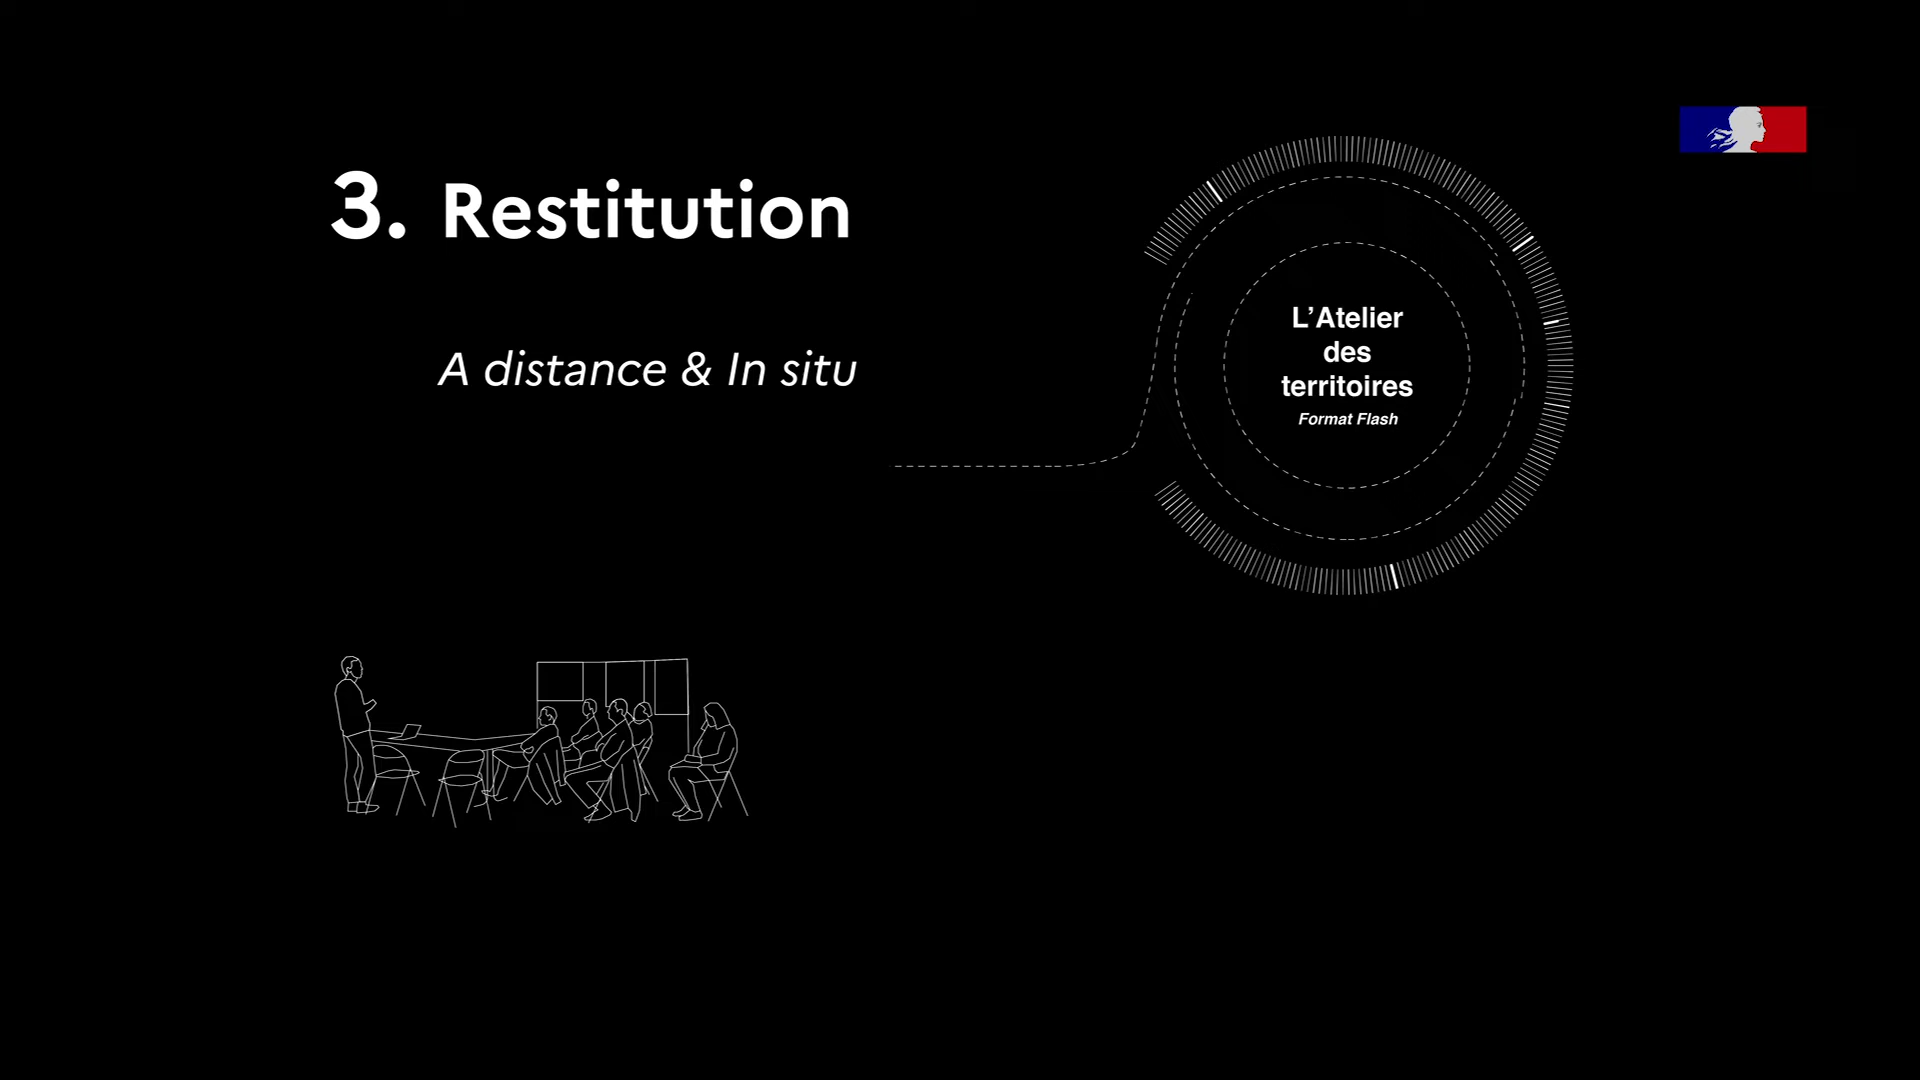 3. Restitution
A distance & In situ
L’Atelier
des
territoires
Format Flash